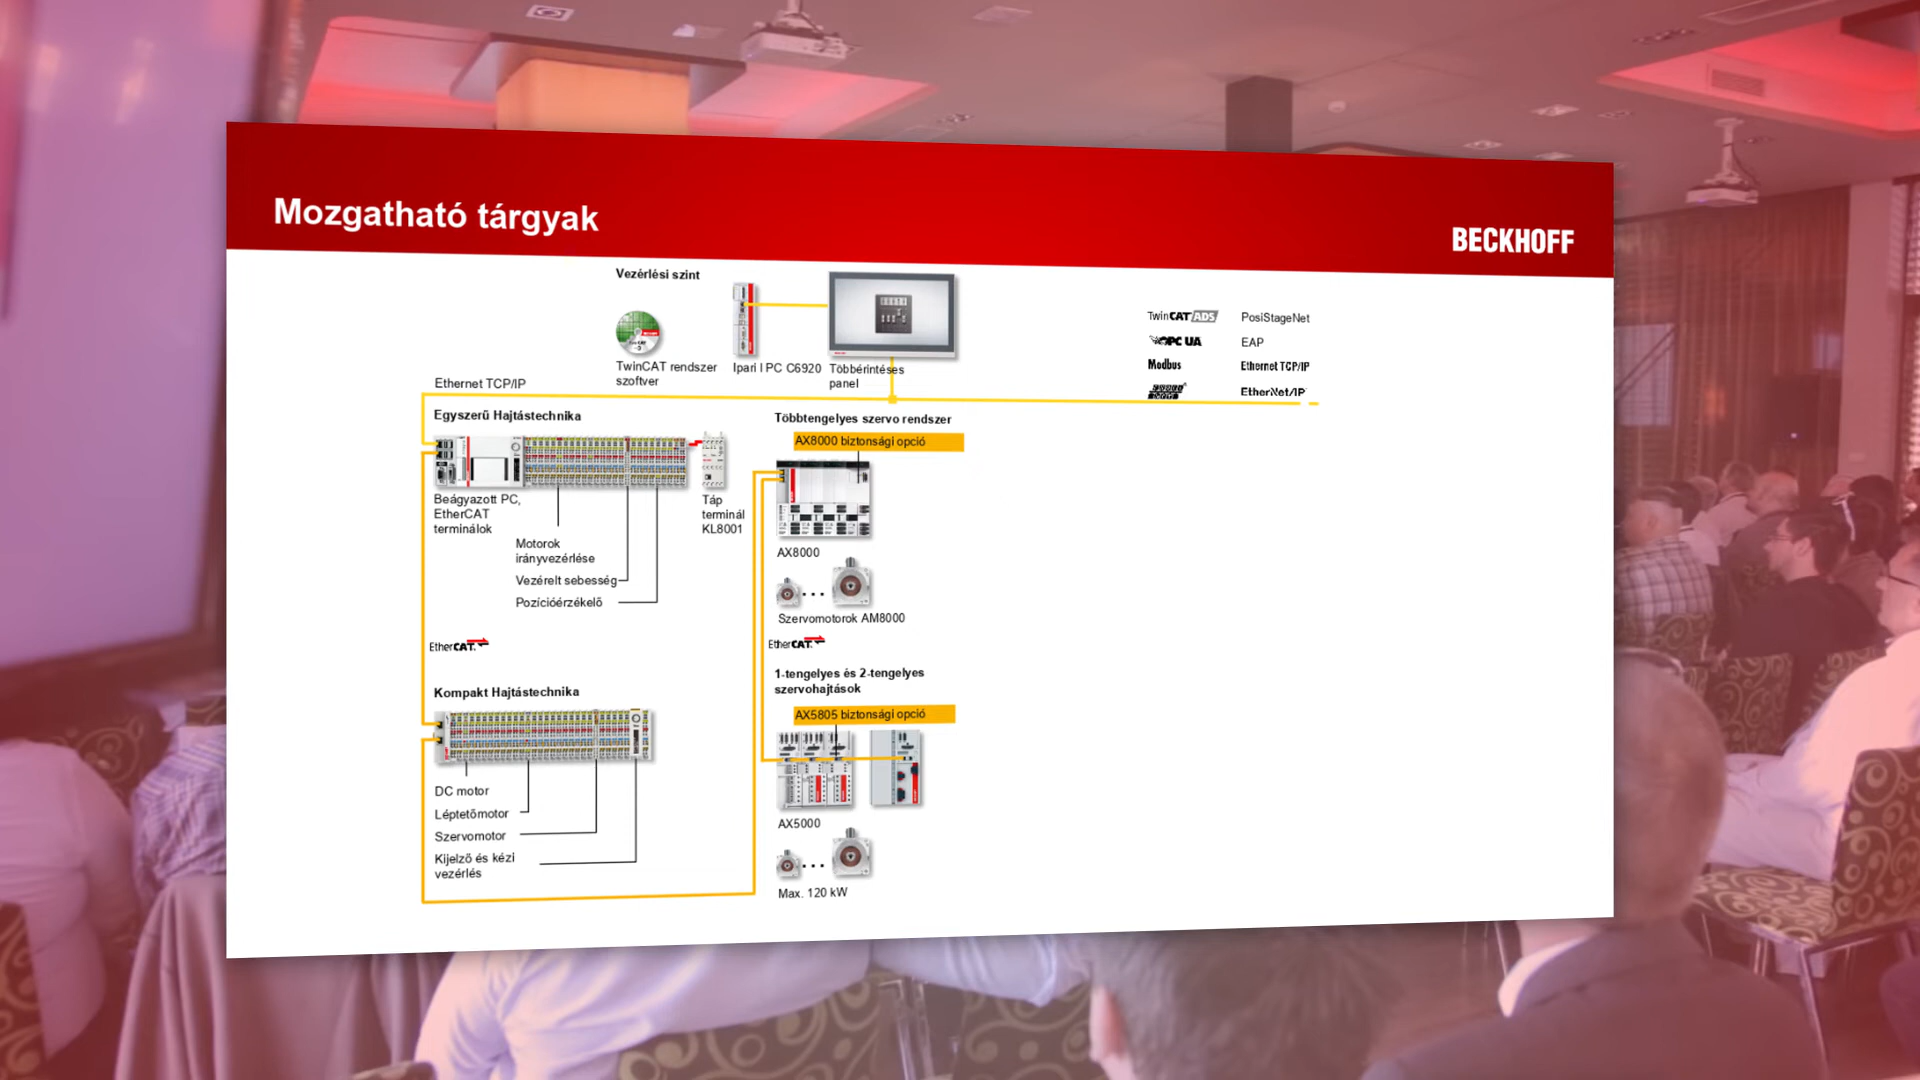 Mozgatható tárgyak
BECKHOFF
Vezérlési szint
TwinCAT rendszer
szoftver
Ipari I PC C6920
Többérintéses
panel
TwinCAT ADS
PosiStageNet
OPC UA
EAP
Modbus
Ethernet TCP/IP
EtherNet/IP
Ethernet TCP/IP
Egyszerű Hajtástechnika
Beágyazott PC,
EtherCAT
terminálok
Táp
terminál
KL8001
Motorok
irányvezérlése
Vezérelt sebesség
Pozícióérzékelő
EtherCAT
Kompakt Hajtástechnika
DC motor
Léptetőmotor
Szervomotor
Kijelző és kézi
vezérlés
Többtengelyes szervo rendszer
AX8000 biztonsági opció
AX8000
Szervomotorok AM8000
EtherCAT
1-tengelyes és 2-tengelyes
szervohajtások
AX5805 biztonsági opció
AX5000
Max. 120 kW